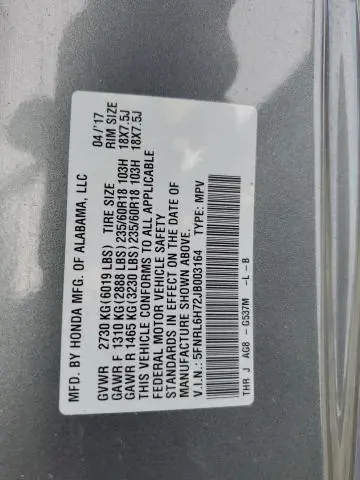 MFD. BY HONDA MFG. OF ALABAMA, LLC 04/'17
GVWR 2730 KG(6019 LBS) TIRE SIZE RIM SIZE
GAWR F 1310 KG(2888 LBS)235/60R18 103H 18X7.5J
GAWR R 1465 KG(3230 LBS)235/60R18 103H 18X7.5J
THIS VEHICLE CONFORMS TO ALL APPLICABLE
FEDERAL MOTOR VEHICLE SAFETY
STANDARDS IN EFFECT ON THE DATE OF
MANUFACTURE SHOWN ABOVE.
V.I.N.: 5FNRL6H72JB003164 TYPE: MPV
THR J AG8 - G537M -L - B